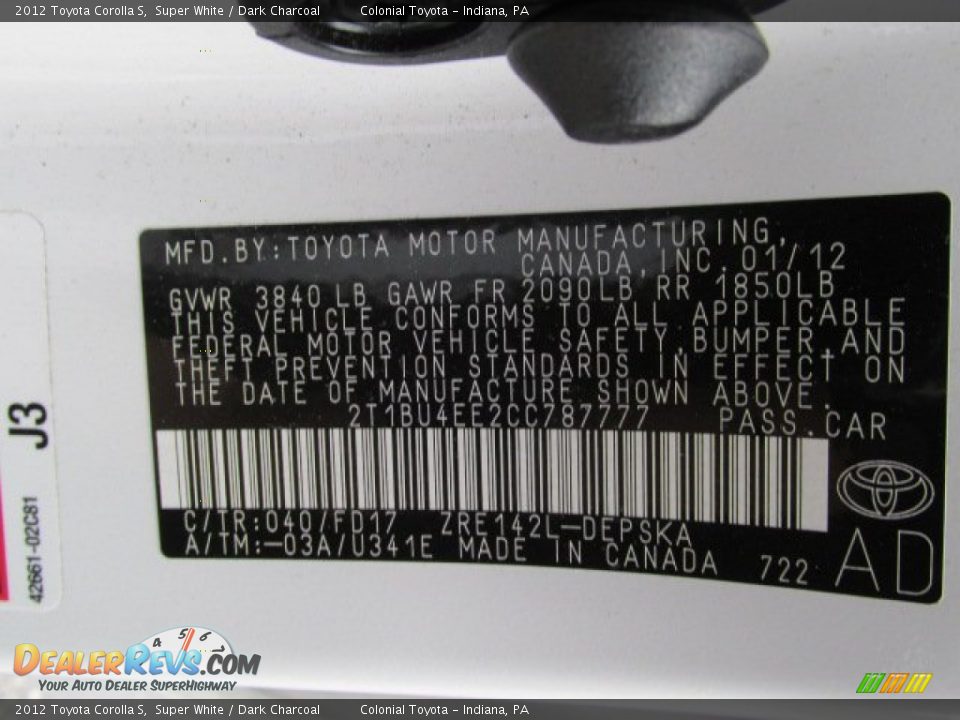 2012 Toyota Corolla S, Super White / Dark Charcoal Colonial Toyota - Indiana, PA
MFD.BY:TOYOTA MOTOR MANUFACTURING,
CANADA,INC.01/12
GVWR 3840LB GAWR FR 2090LB RR 1850LB
THIS VEHICLE CONFORMS TO ALL APPLICABLE
FEDERAL MOTOR VEHICLE SAFETY,BUMPER,AND
THEFT PREVENTION STANDARDS IN EFFECT ON
THE DATE OF MANUFACTURE SHOWN ABOVE.
2T1BU4EE2CC787777 PASS.CAR
C/TR:040/FD17 ZRE142L-DEPSKA
A/TM:-03A/U341E MADE IN CANADA 722 AD
J3
42661-02C81
4 5 6
DealerRevs.com
Your Auto Dealer SuperHighway
2012 Toyota Corolla S, Super White / Dark Charcoal Colonial Toyota - Indiana, PA